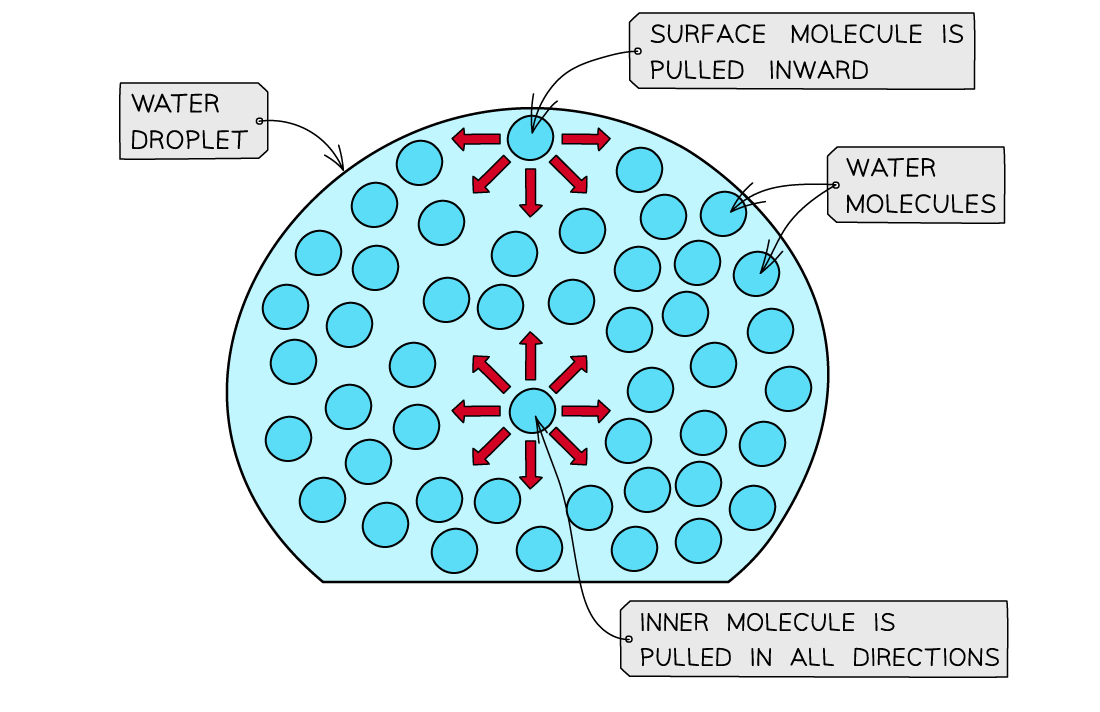 SURFACE MOLECULE IS
PULLED INWARD
WATER
DROPLET
WATER
MOLECULES
INNER MOLECULE IS
PULLED IN ALL DIRECTIONS